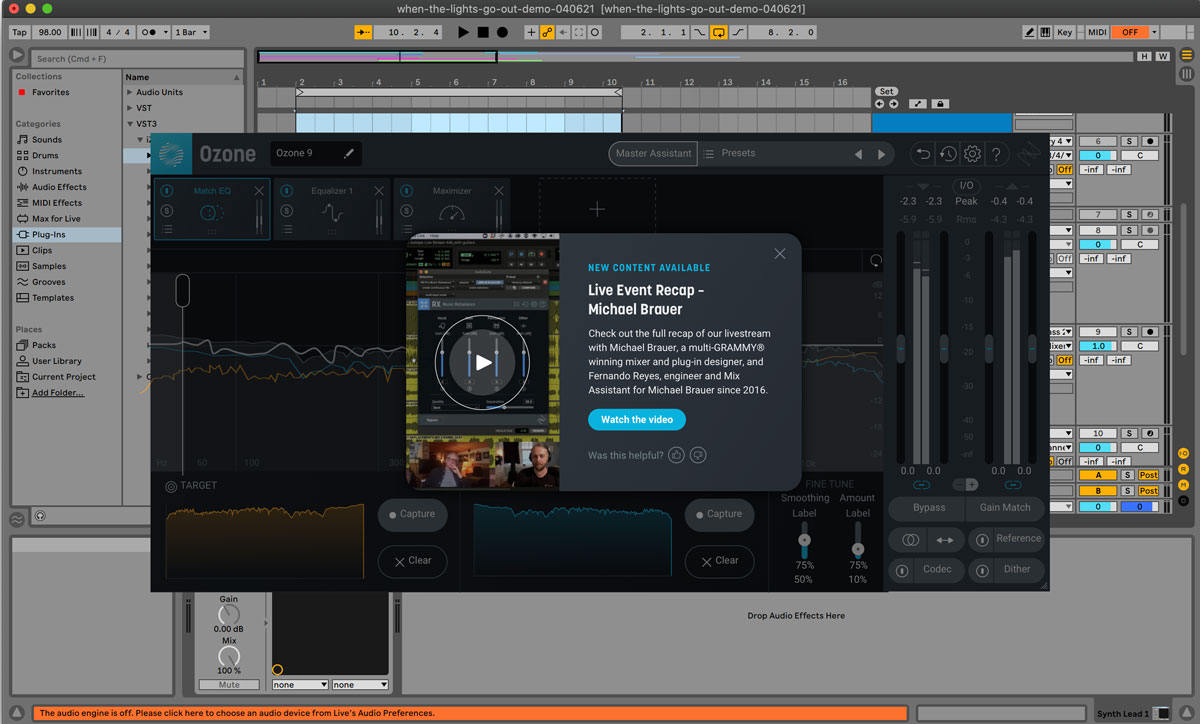 when-the-lights-go-out-demo-040621 [when-the-lights-go-out-demo-040621]
Tap 98.00 4 / 4 1 Bar 10. 2. 4 2. 1. 1 8. 2. 0 Key MIDI OFF
Search (Cmd + F)
H W
Collections
Favorites
Categories
Sounds
Drums
Instruments
Audio Effects
MIDI Effects
Max for Live
Plug-Ins
Clips
Samples
Grooves
Templates
Places
Packs
User Library
Current Project
Add Folder...
Name
Audio Units
VST
VST3
1 2 3 4 5 6 7 8 9 10 11 12 13 14 15 16
Set
Ozone
Ozone 9
Master Assistant
Presets
Match EQ
Equalizer 1
Maximizer
S
S
S
I/O
-2.3 -2.3 Peak -0.4 -0.4
-5.9 -5.9 Rms -4.3 -4.3
0
-3
-6
-10
-15
-20
-30
-40
-50
-Inf
0.0 0.0 0.0 0.0
dB
12
6
-12
-18
-24
Hz 50 100 300
NEW CONTENT AVAILABLE
Live Event Recap –
Michael Brauer
Check out the full recap of our livestream
with Michael Brauer, a multi-GRAMMY®
winning mixer and plug-in designer, and
Fernando Reyes, engineer and Mix
Assistant for Michael Brauer since 2016.
Watch the video
Was this helpful?
RX Music Rebalance
TARGET
Capture
Clear
Capture
Clear
FINE TUNE
Smoothing Amount
Label Label
75% 75%
50% 10%
Bypass Gain Match
Reference
Codec Dither
6 S
0 C
-inf -inf
Off
7 S
8 S
0 C
-inf -inf
9 S
1.0 C
-inf -inf
Off
10 S
0 C
-inf -inf
Off
A S Post
B S Post
0 0
Gain
0.00 dB
Mix
100 %
Mute
none none
Drop Audio Effects Here
The audio engine is off. Please click here to choose an audio device from Live's Audio Preferences.
Synth Lead 1